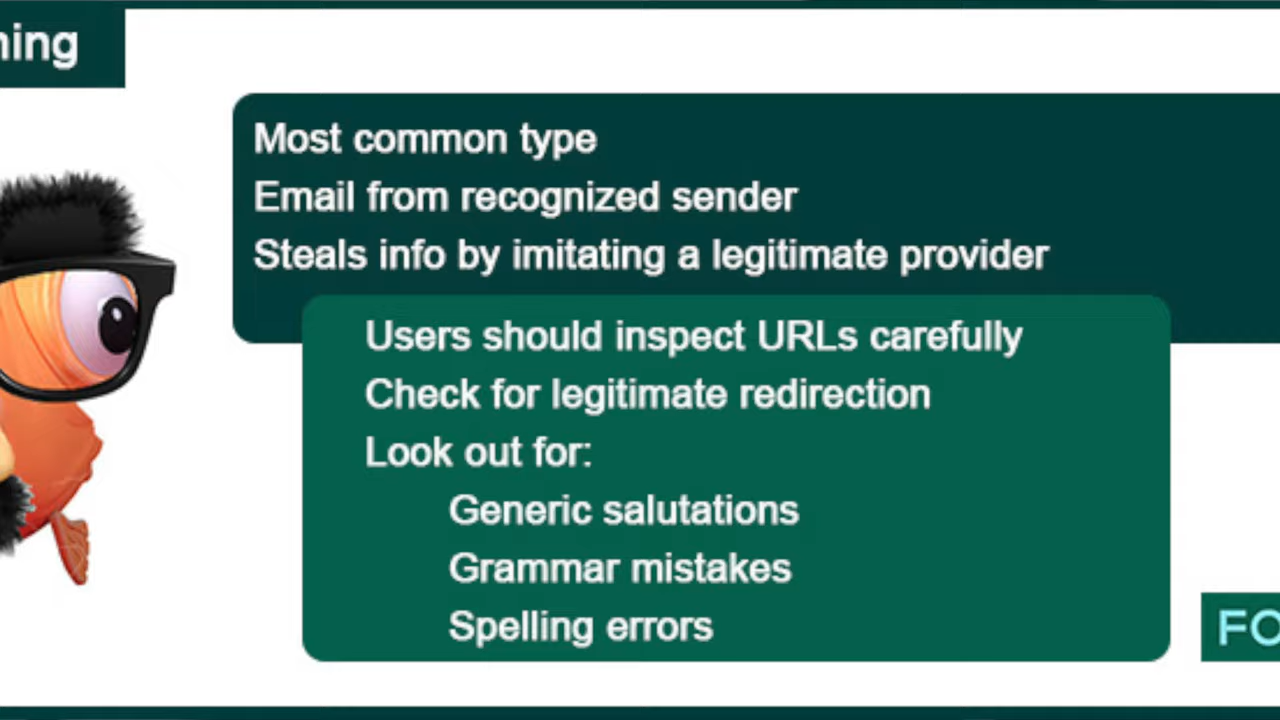 ning
Most common type
Email from recognized sender
Steals info by imitating a legitimate provider
Users should inspect URLs carefully
Check for legitimate redirection
Look out for:
Generic salutations
Grammar mistakes
Spelling errors
FO